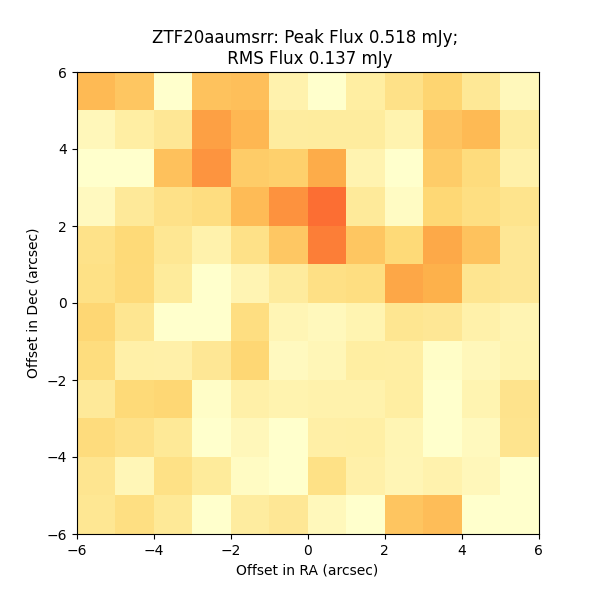 ZTF20aaumsrr: Peak Flux 0.518 mJy;
RMS Flux 0.137 mJy
6
4
2
0
−2
−4
−6
Offset in Dec (arcsec)
−6 −4 −2 0 2 4 6
Offset in RA (arcsec)